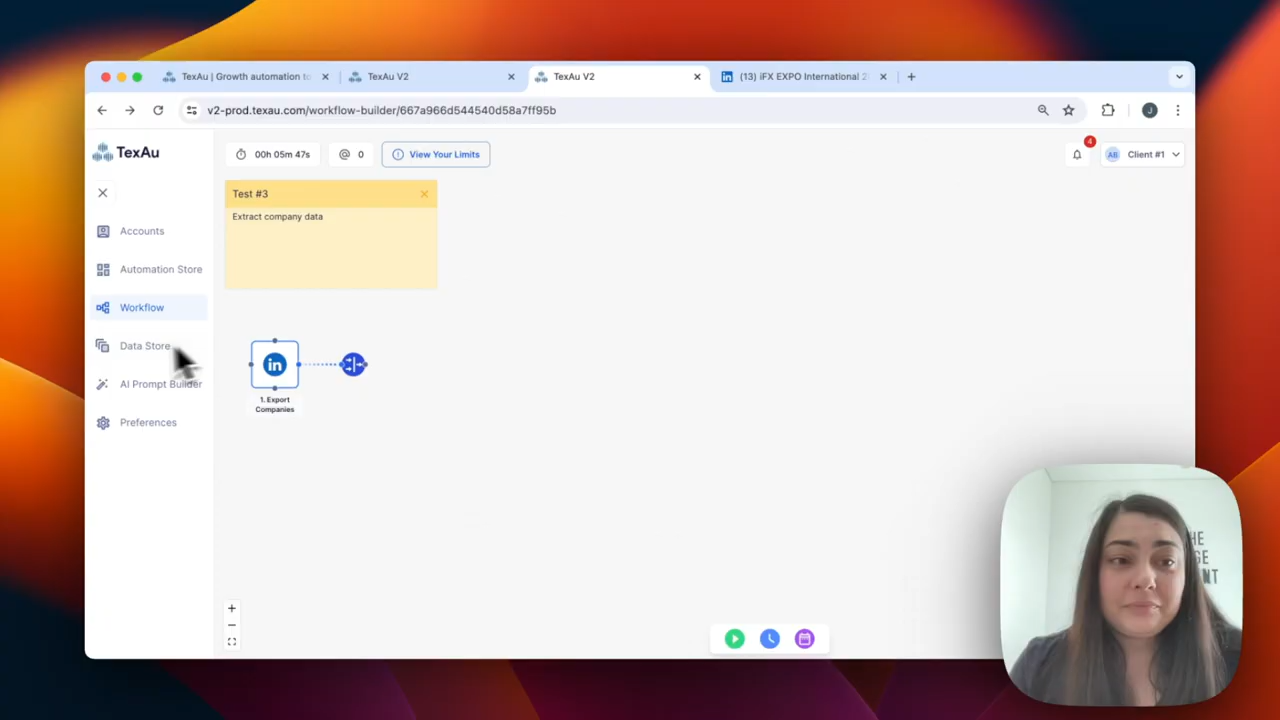 TexAu | Growth automation to
TexAu V2
TexAu V2
(13) iFX EXPO International 2
v2-prod.texau.com/workflow-builder/667a966d544540d58a7ff95b
J
TexAu
00h 05m 47s
@ 0
View Your Limits
4
AB
Client #1
Test #3
Extract company data
Accounts
Automation Store
Workflow
Data Store
AI Prompt Builder
Preferences
in
1. Export
Companies